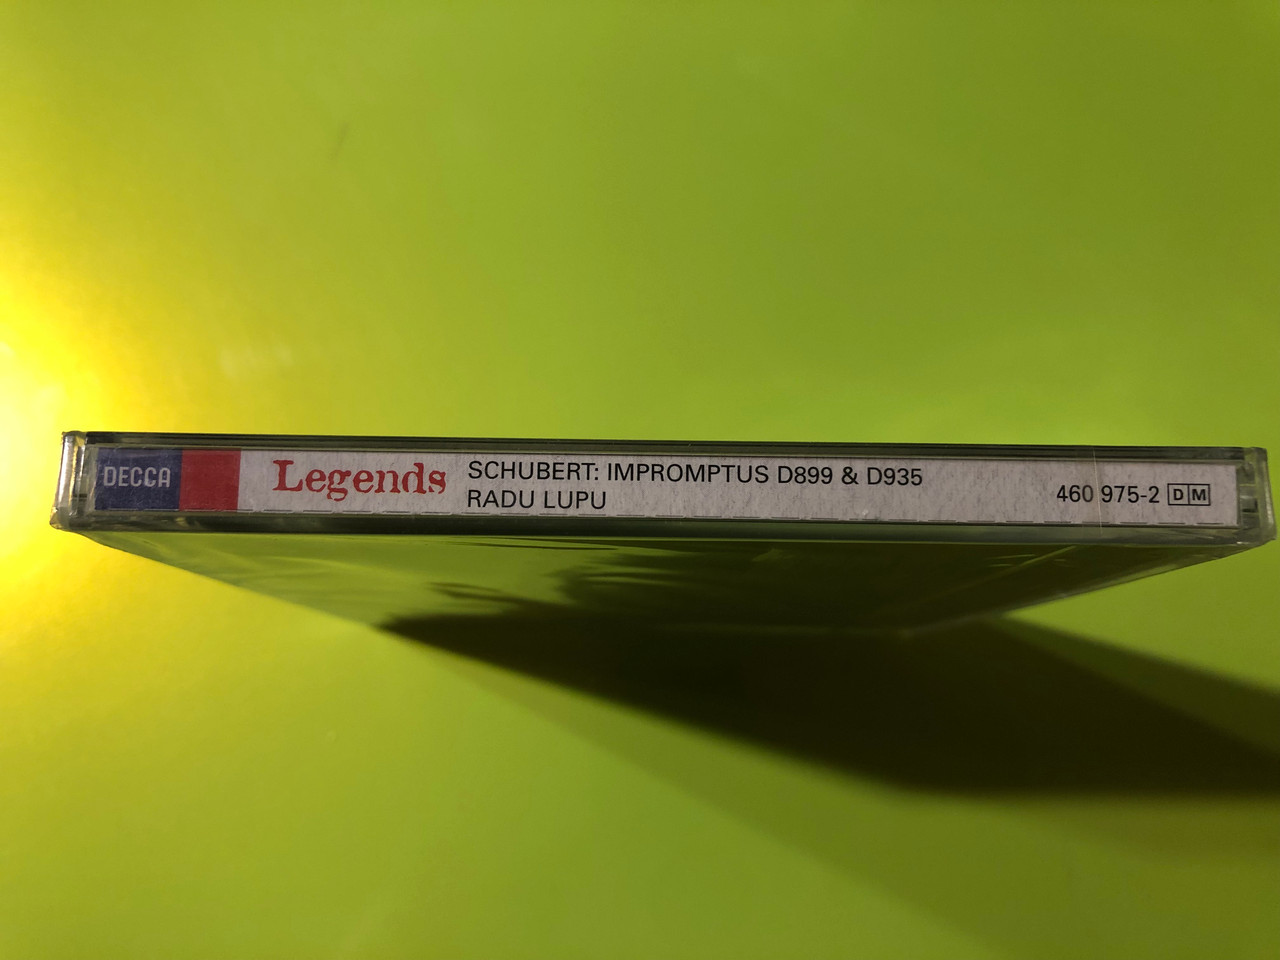 DECCA
Legends
SCHUBERT: IMPROMPTUS D899 & D935
RADU LUPU
460 975-2 DM